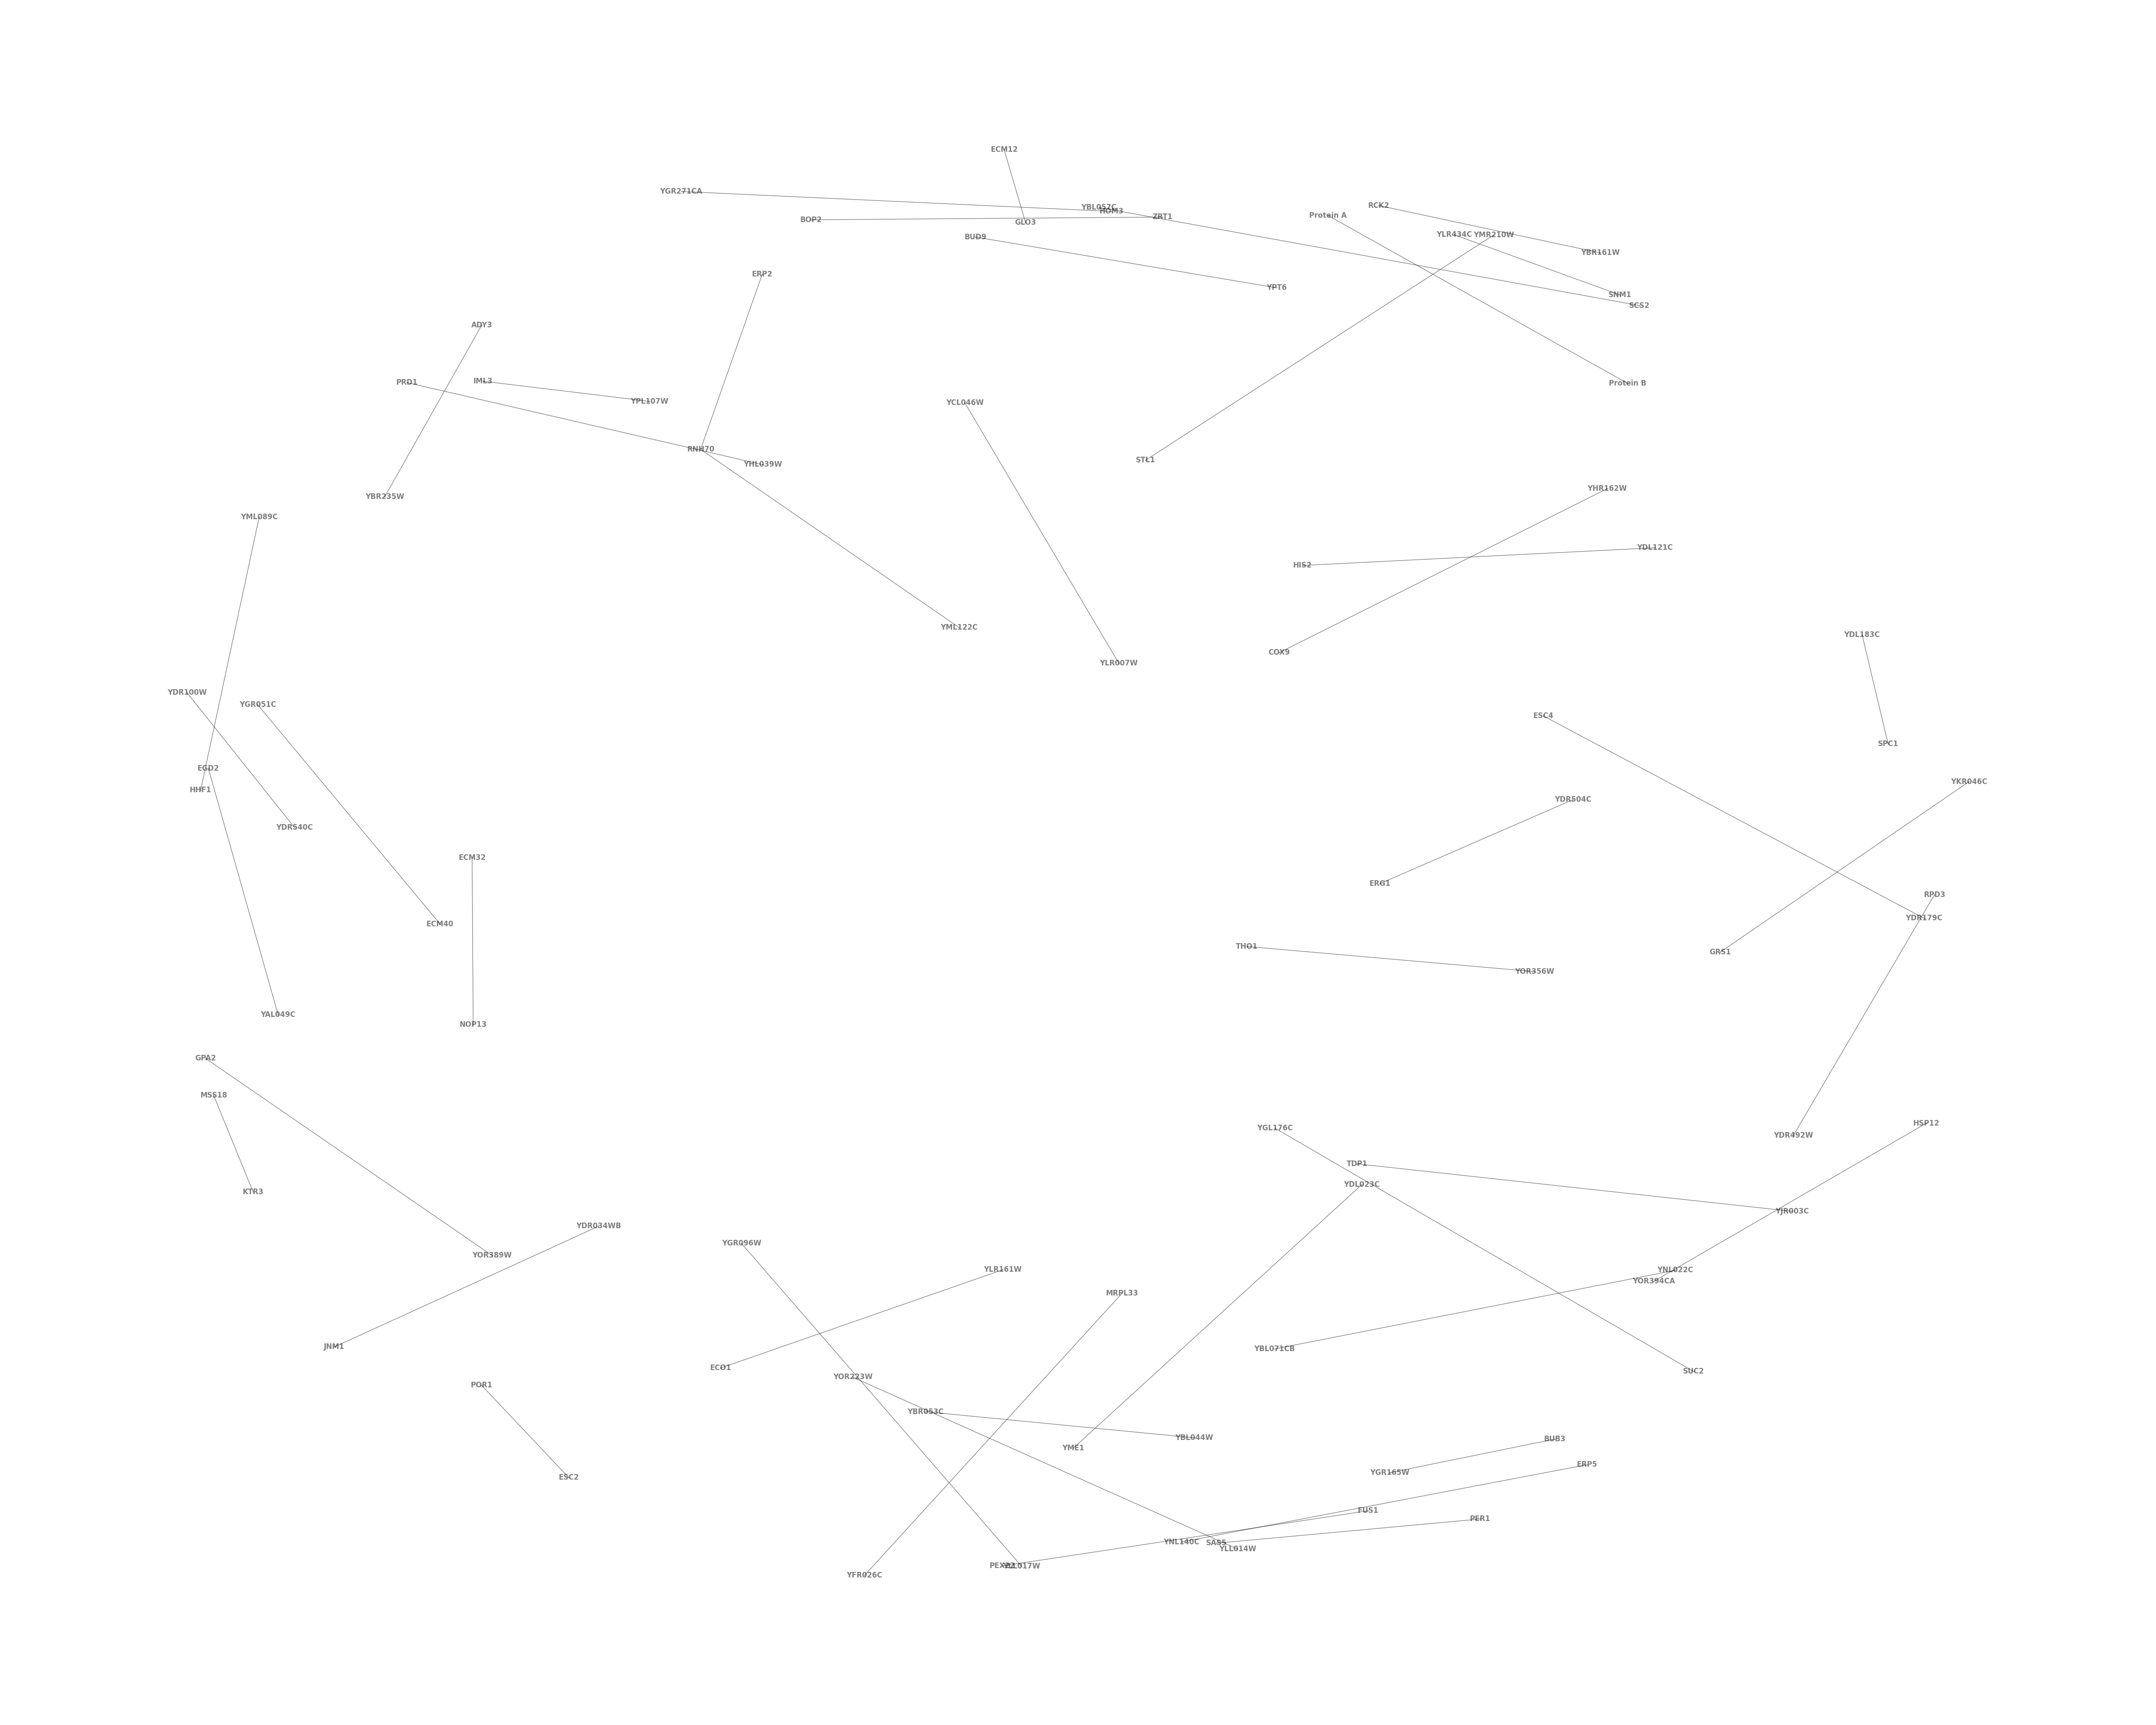 ECM12
YGR271CA
RCK2
YBL057C
HOM3
Protein A
ZRT1
BOP2
GLO3
YLR434C
YMR210W
BUD9
YBR161W
ERP2
YPT6
SNM1
SCS2
ADY3
IML3
PRD1
Protein B
YPL107W
YCL046W
RNH70
STL1
YHL039W
YHR162W
YBR235W
YML089C
YDL121C
HIS2
YML122C
YDL183C
COX9
YLR007W
YDR100W
YGR051C
ESC4
SPC1
EGD2
YKR046C
HHF1
YDR504C
YDR540C
ECM32
ERG1
RPD3
YDR179C
ECM40
THO1
GRS1
YOR356W
YAL049C
NOP13
GPA2
MSS18
HSP12
YGL176C
YDR492W
TDP1
YDL023C
KTR3
YJR003C
YDR034WB
YGR096W
YOR389W
YLR161W
YNL022C
YOR394CA
MRPL33
JNM1
YBL071CB
ECO1
SUC2
YOR223W
POR1
YBR053C
YBL044W
BUB3
YME1
ERP5
YGR165W
ESC2
FUS1
PER1
YNL140C
SAS5
YLL014W
YFR026C